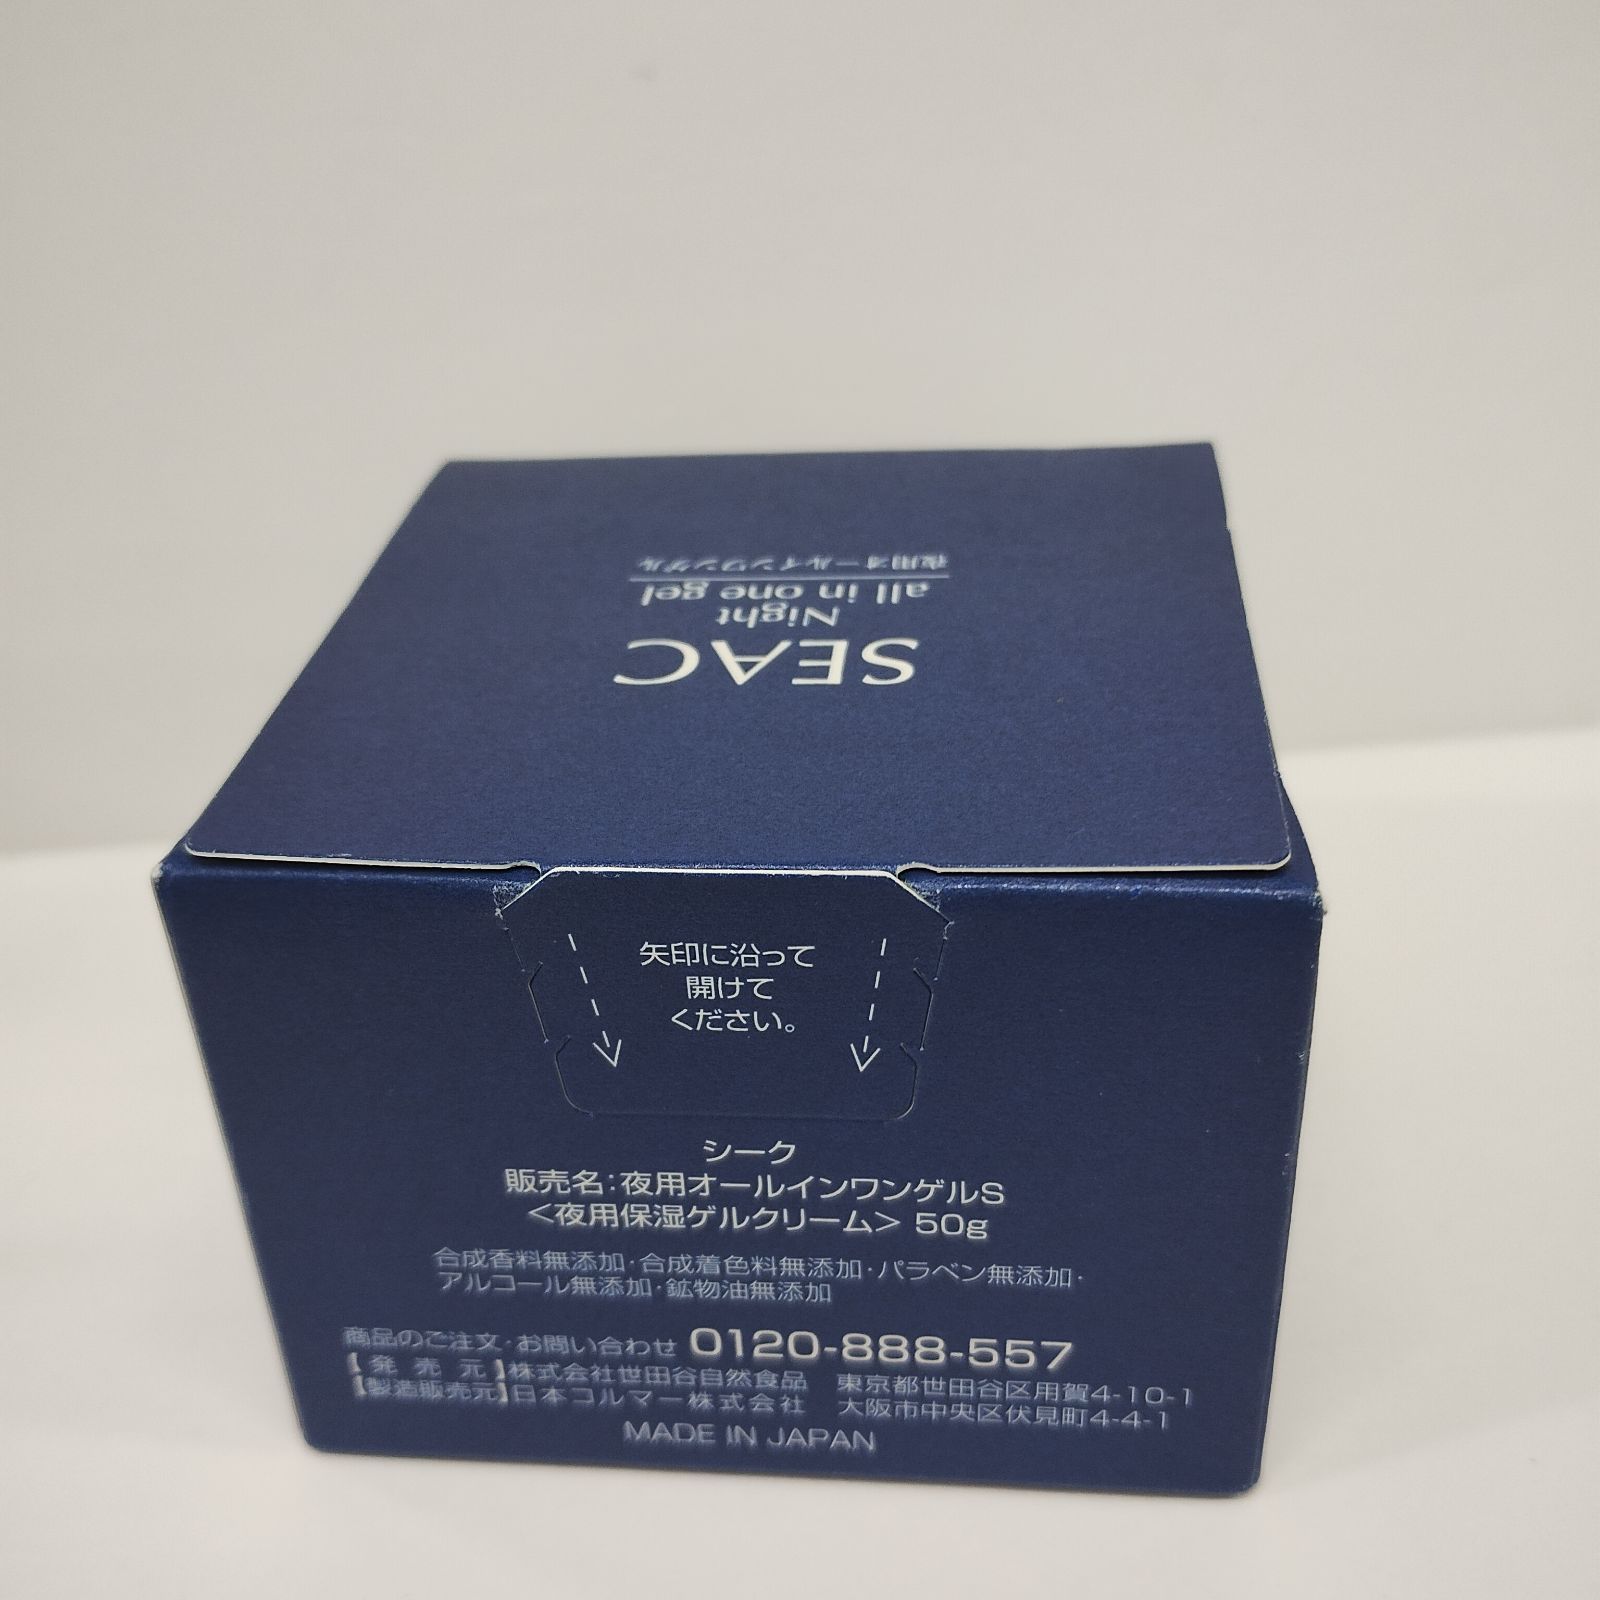 SEAC
Night
all in one gel
夜用オールインワンゲル
矢印に沿って
開けて
ください。
シーク
販売名:夜用オールインワンゲルS
<夜用保湿ゲルクリーム> 50g
合成香料無添加·合成着色料無添加·パラベン無添加·
アルコール無添加·鉱物油無添加
商品のご注文·お問い合わせ 0120-888-557
【発売元】株式会社世田谷自然食品 東京都世田谷区用賀4-10-1
【製造販売元】日本コルマー株式会社 大阪市中央区伏見町4-4-1
MADE IN JAPAN